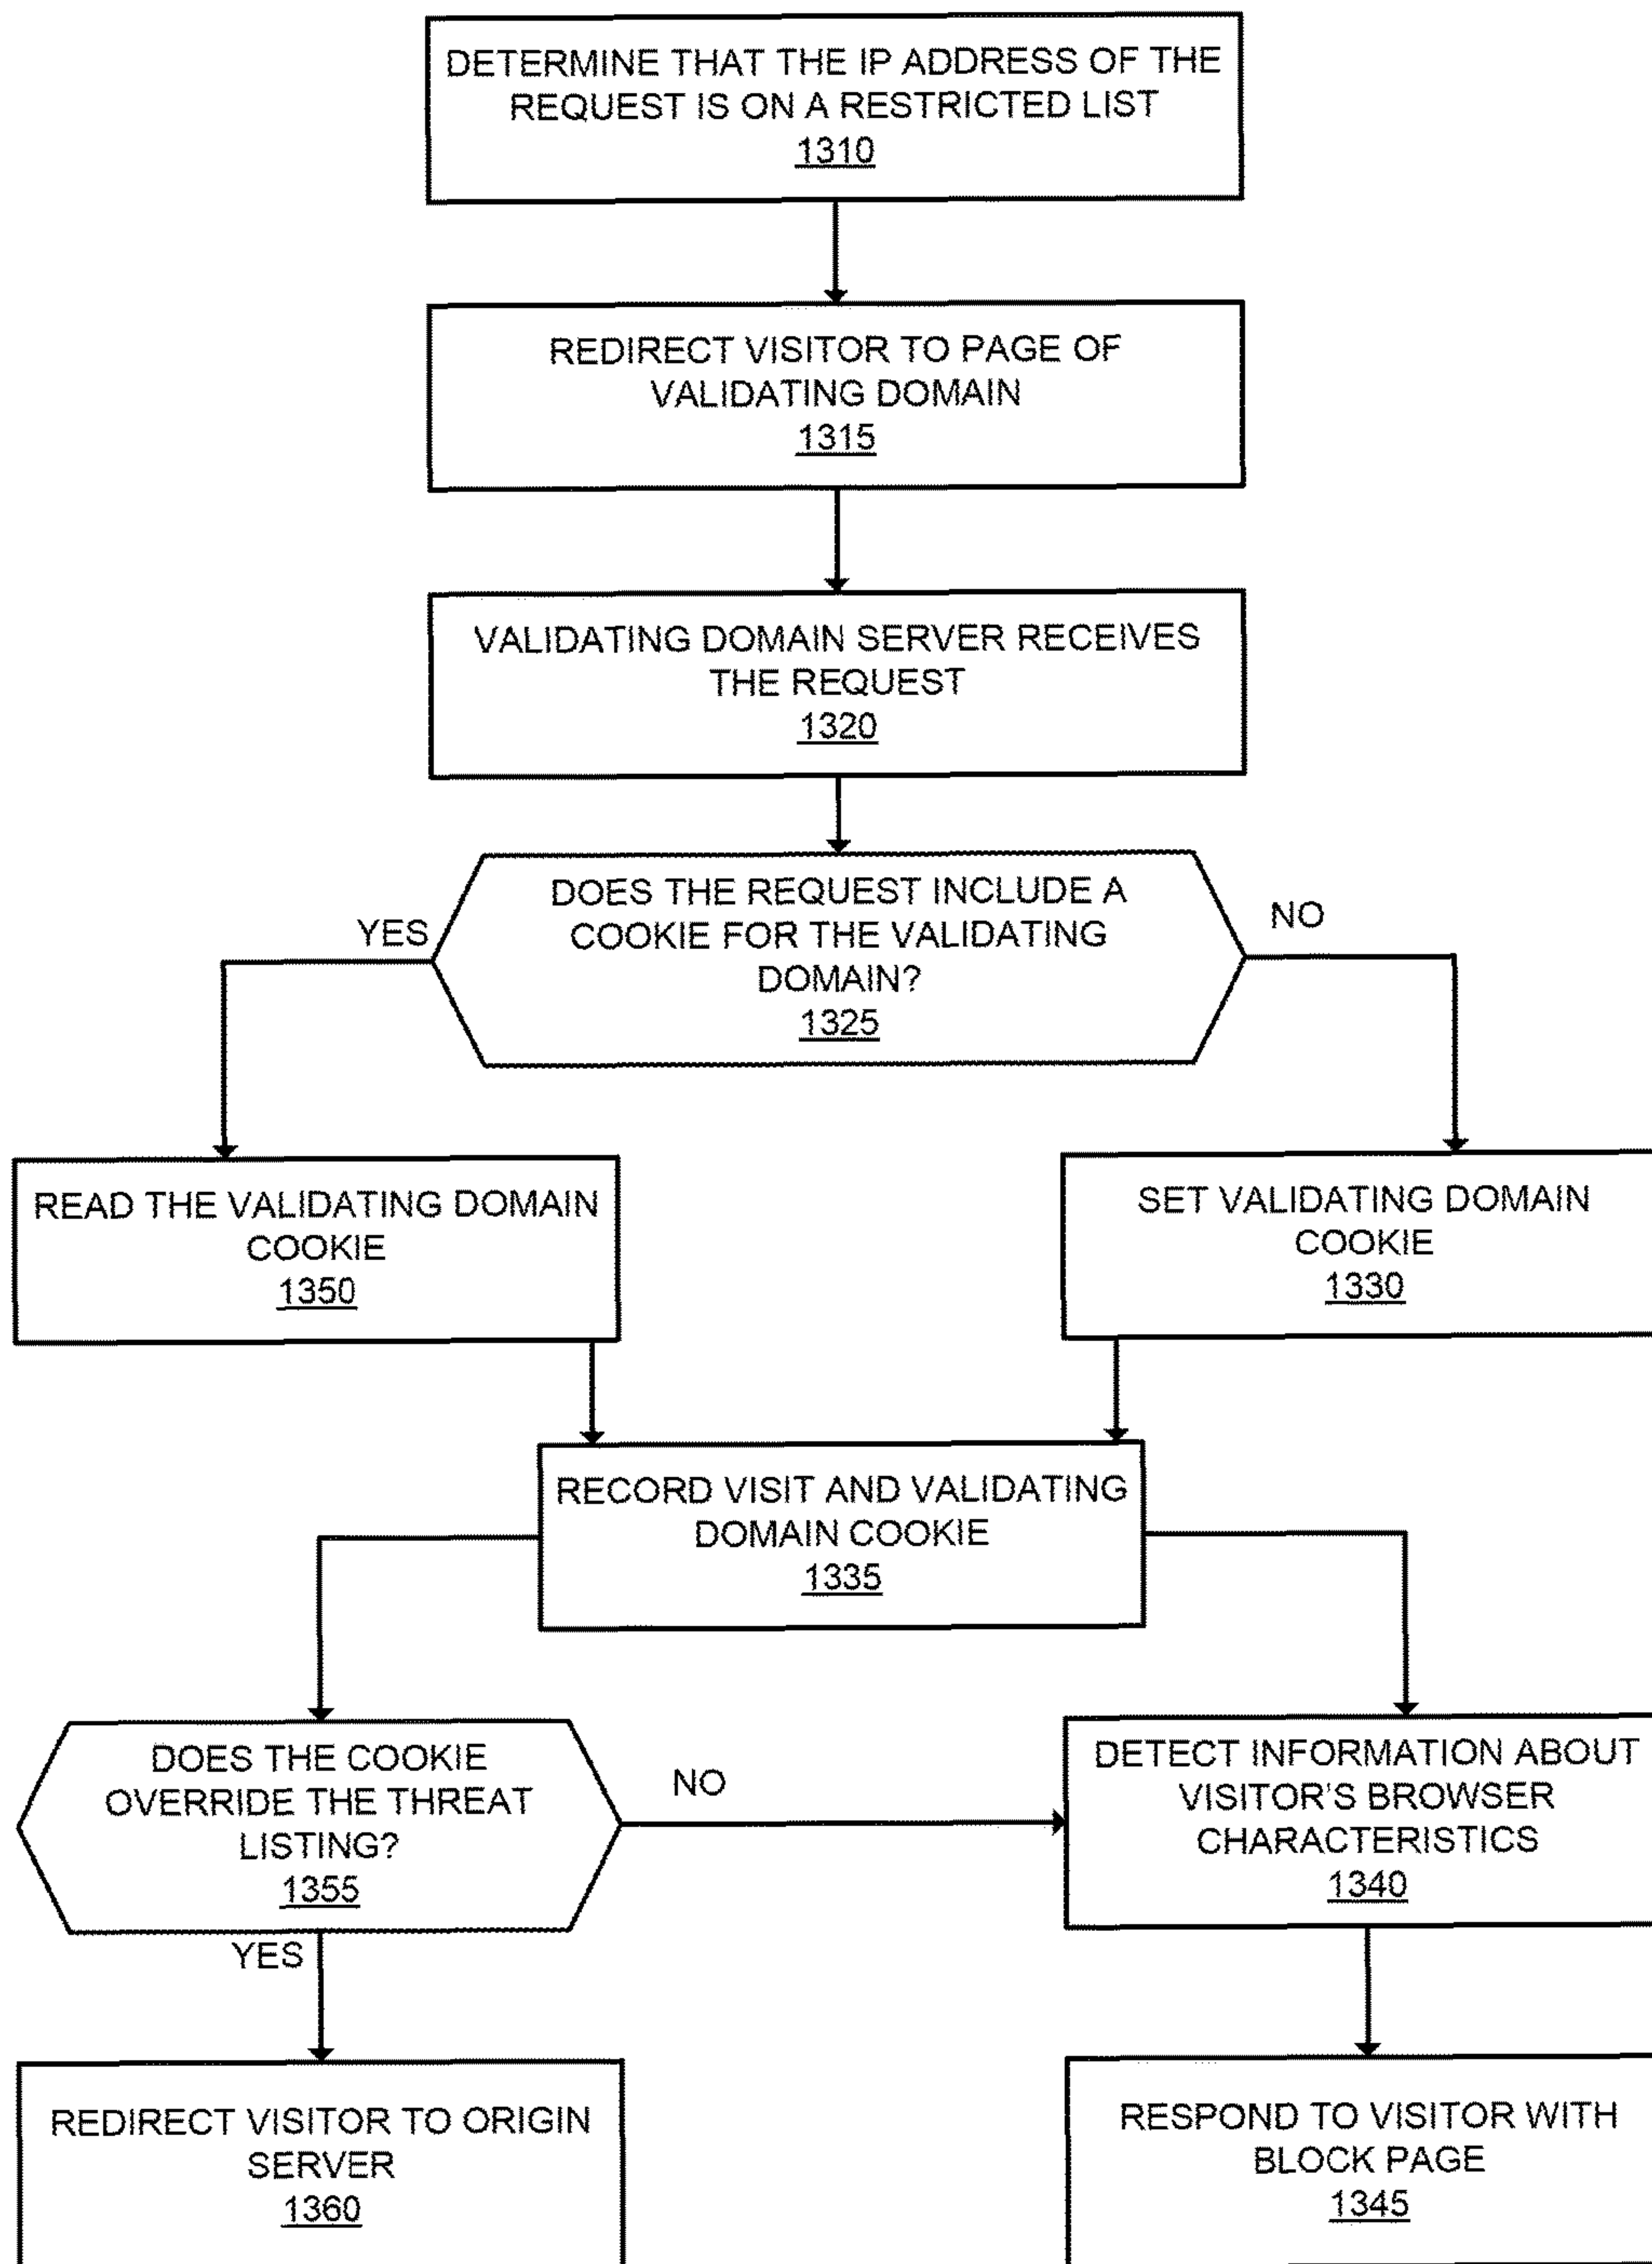 DETERMINE THAT THE IP ADDRESS OF THE
REQUEST IS ON A RESTRICTED LIST
1310
REDIRECT VISITOR TO PAGE OF
VALIDATING DOMAIN
1315
VALIDATING DOMAIN SERVER RECEIVES
THE REQUEST
1320
DOES THE REQUEST INCLUDE A
COOKIE FOR THE VALIDATING
DOMAIN?
1325
YES
NO
READ THE VALIDATING DOMAIN
COOKIE
1350
SET VALIDATING DOMAIN
COOKIE
1330
RECORD VISIT AND VALIDATING
DOMAIN COOKIE
1335
DOES THE COOKIE
OVERRIDE THE THREAT
LISTING?
1355
NO
YES
DETECT INFORMATION ABOUT
VISITOR'S BROWSER
CHARACTERISTICS
1340
REDIRECT VISITOR TO ORIGIN
SERVER
1360
RESPOND TO VISITOR WITH
BLOCK PAGE
1345